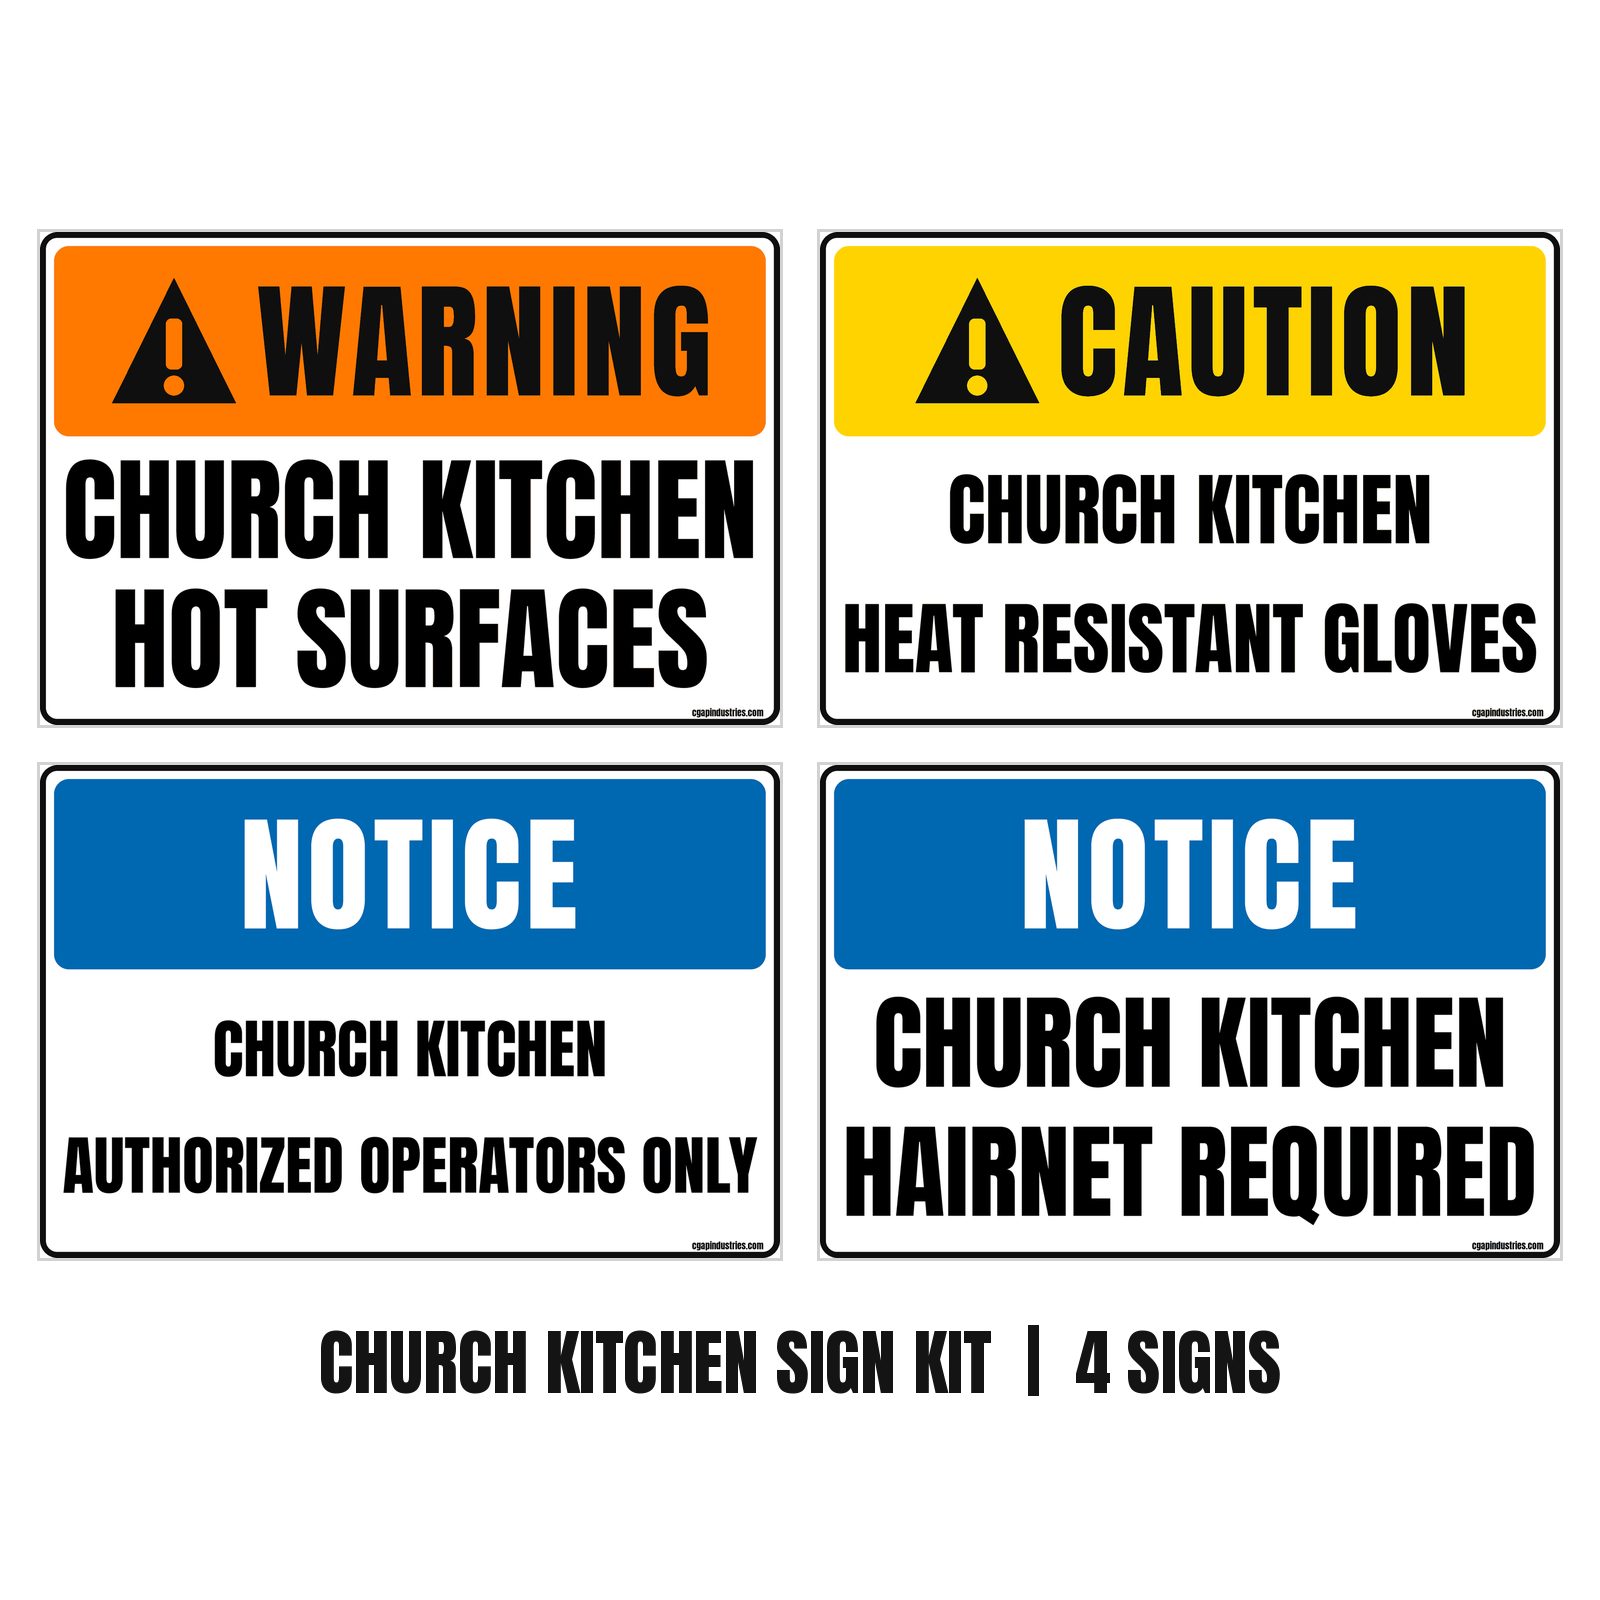 WARNING
CHURCH KITCHEN
HOT SURFACES
cgapindustries.com
CAUTION
CHURCH KITCHEN
HEAT RESISTANT GLOVES
cgapindustries.com
NOTICE
CHURCH KITCHEN
AUTHORIZED OPERATORS ONLY
cgapindustries.com
NOTICE
CHURCH KITCHEN
HAIRNET REQUIRED
cgapindustries.com
CHURCH KITCHEN SIGN KIT | 4 SIGNS